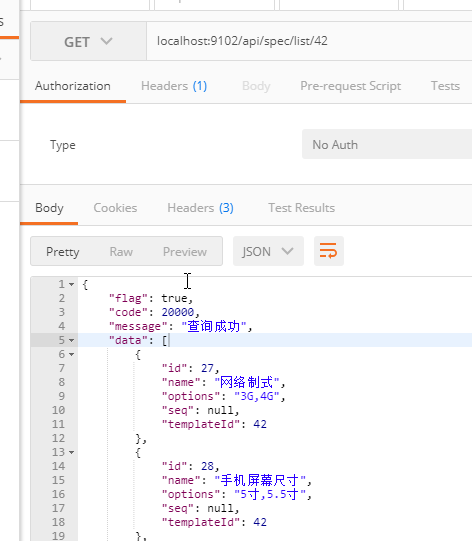 s
GET
localhost:9102/api/spec/list/42
Authorization
Headers (1)
Body
Pre-request Script
Tests
Type
No Auth
Body
Cookies
Headers (3)
Test Results
Pretty
Raw
Preview
JSON
1 {
2 "flag": true,
3 "code": 20000,
4 "message": "查询成功",
5 "data": [
6 {
7 "id": 27,
8 "name": "网络制式",
9 "options": "3G,4G",
10 "seq": null,
11 "templateId": 42
12 },
13 {
14 "id": 28,
15 "name": "手机屏幕尺寸",
16 "options": "5寸,5.5寸",
17 "seq": null,
18 "templateId": 42
19 },